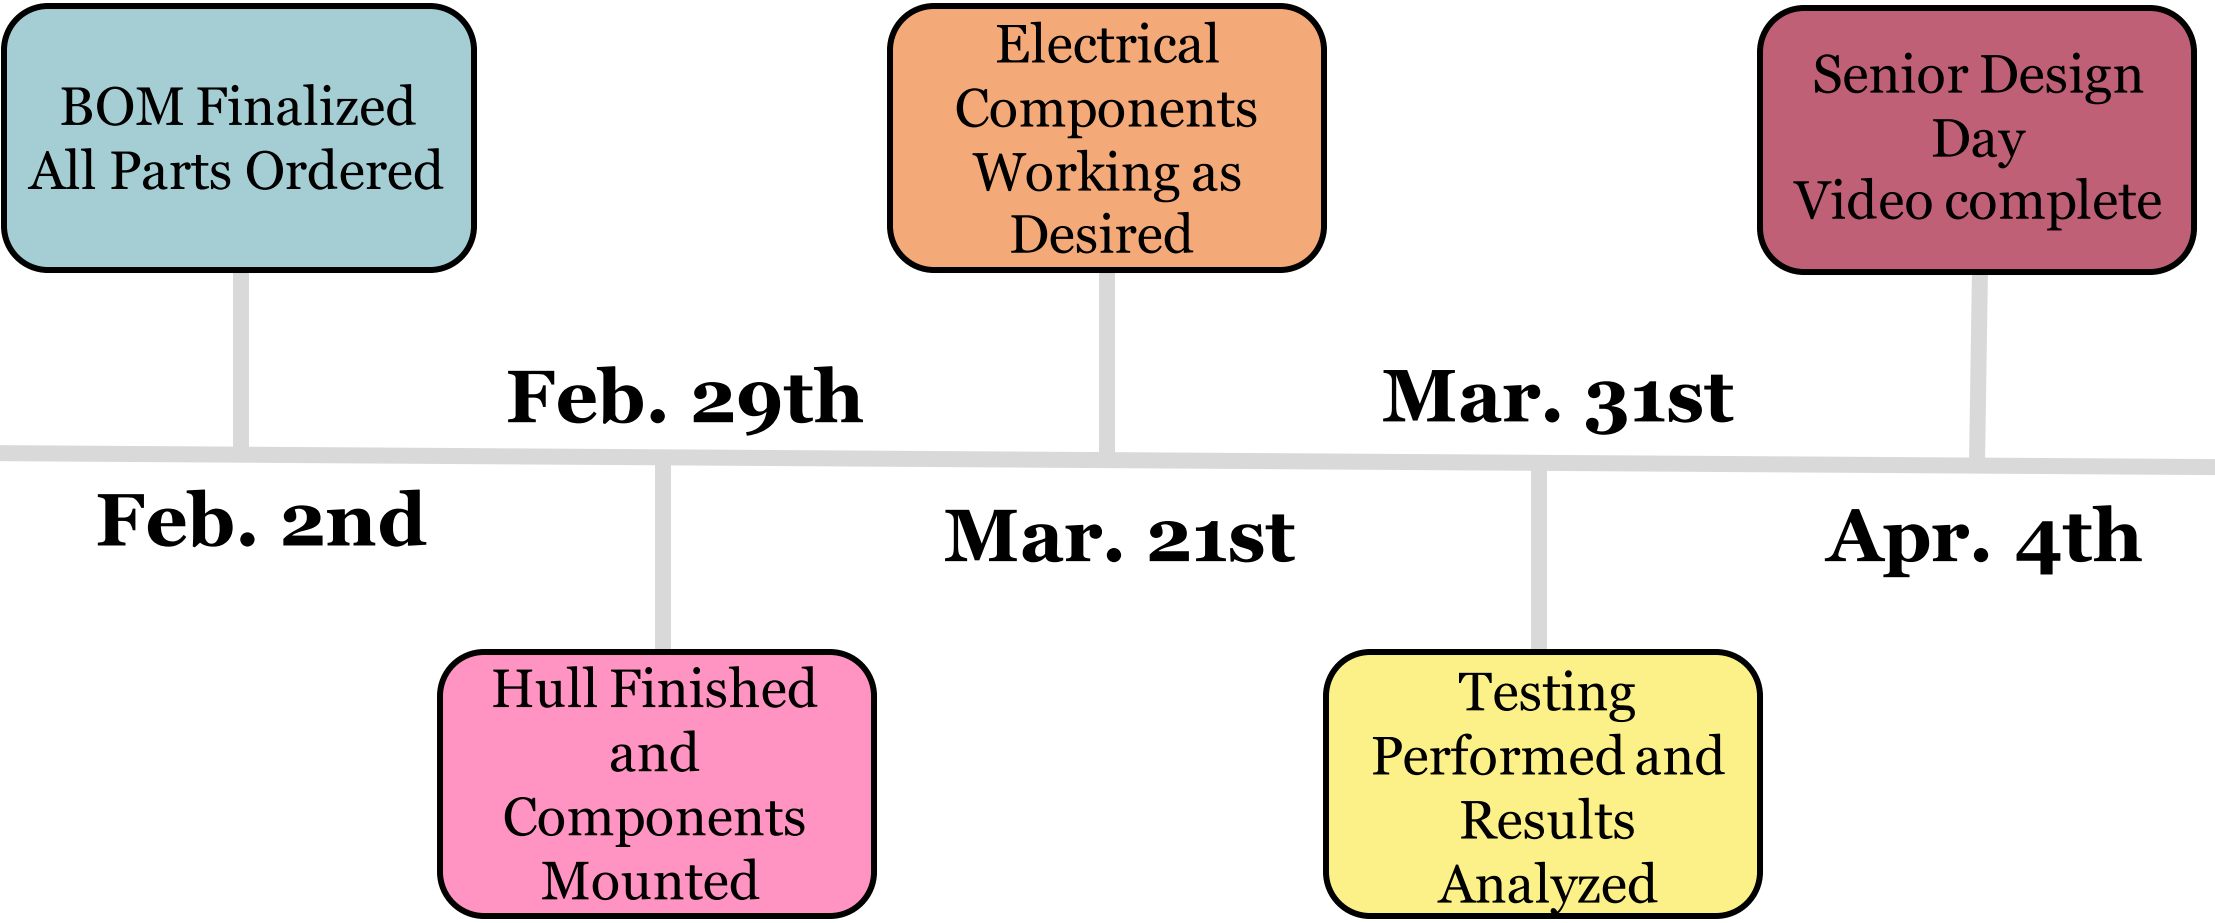 BOM Finalized
All Parts Ordered
Feb. 2nd
Feb. 29th
Hull Finished
and
Components
Mounted
Electrical
Components
Working as
Desired
Mar. 21st
Mar. 31st
Testing
Performed and
Results
Analyzed
Senior Design
Day
Video complete
Apr. 4th